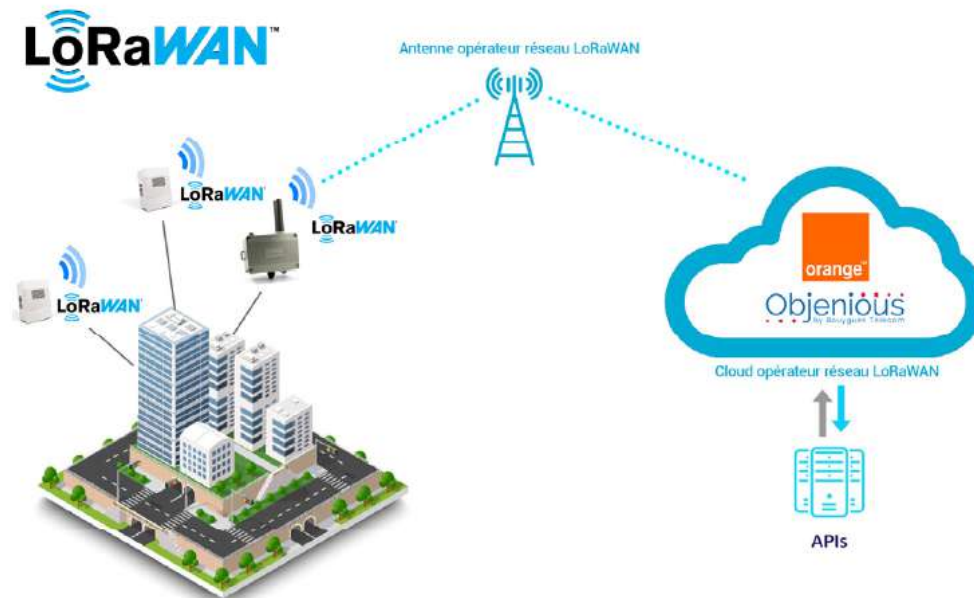 LoRaWAN™
Antenne opérateur réseau LoRaWAN
LoRaWAN
LoRaWAN
LoRaWAN
orange™
Objenious
by Bouygues Telecom
Cloud opérateur réseau LoRaWAN
APIs